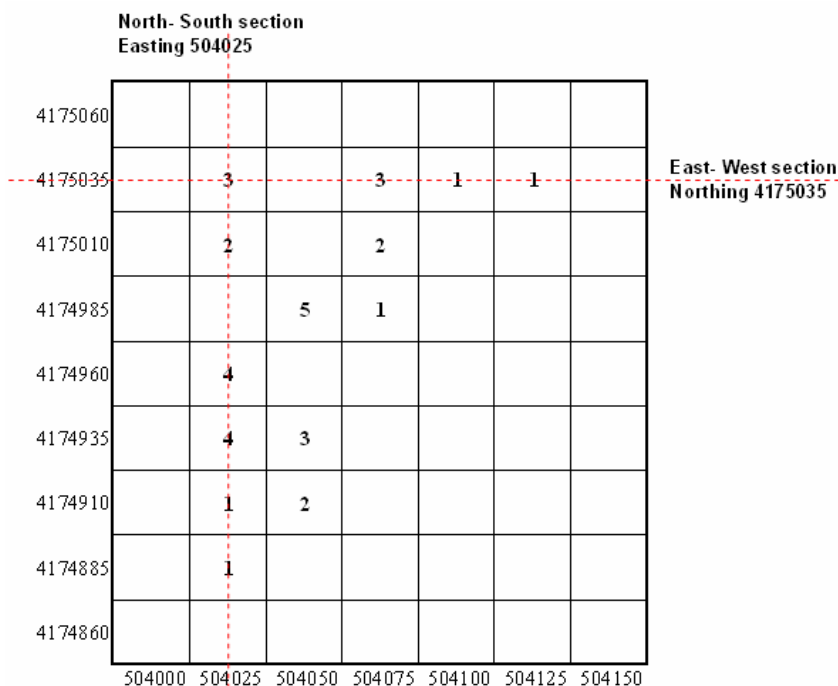 North- South section
Easting 504025
4175060
4175035 3 3 1 1
East- West section
Northing 4175035
4175010 2 2
4174985 5 1
4174960 4
4174935 4 3
4174910 1 2
4174885 1
4174860
504000 504025 504050 504075 504100 504125 504150